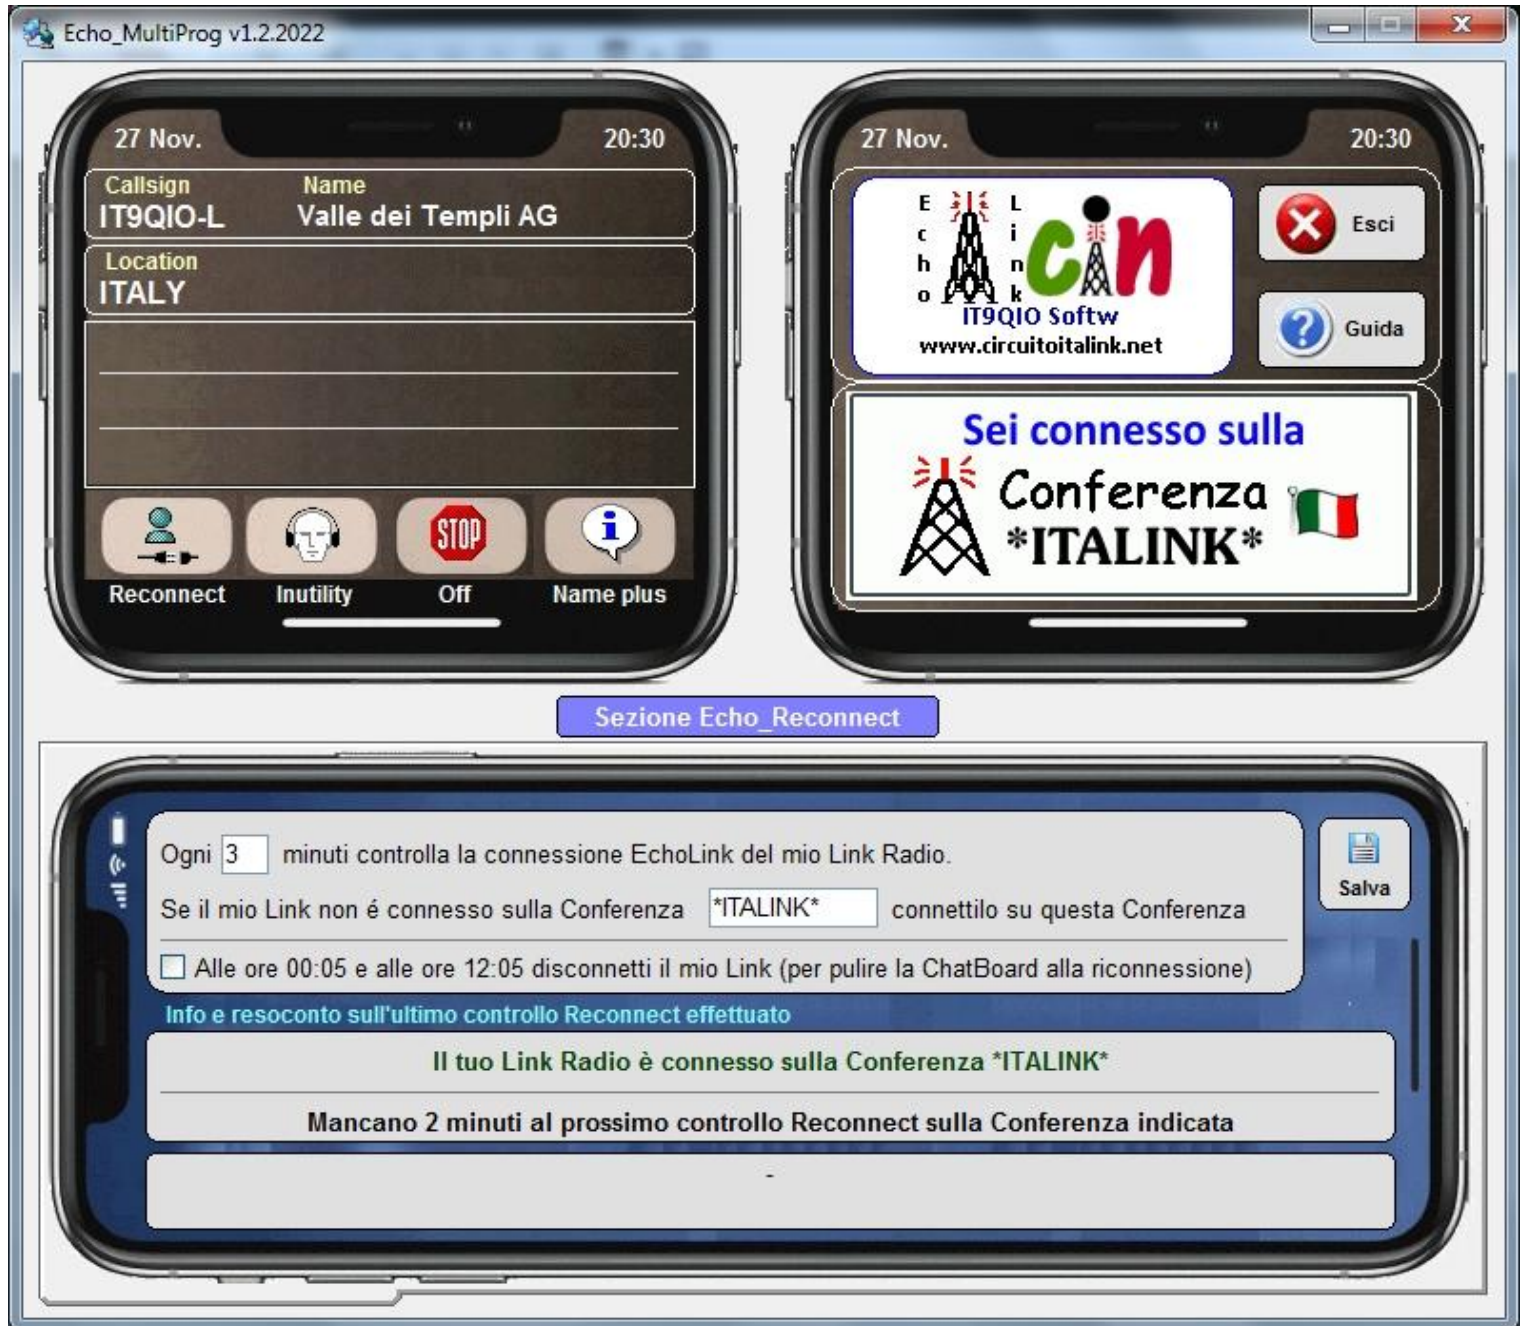 Echo_MultiProg v1.2.2022
27 Nov. 20:30
Callsign Name
IT9QIO-L Valle dei Templi AG
Location
ITALY
Reconnect Inutility Off Name plus
STOP
27 Nov. 20:30
Echo Link
cin
IT9QIO Softw
www.circuitoitalink.net
Esci
Guida
Sei connesso sulla
Conferenza
*ITALINK*
Sezione Echo_Reconnect
Ogni 3 minuti controlla la connessione EchoLink del mio Link Radio.
Se il mio Link non é connesso sulla Conferenza *ITALINK* connettilo su questa Conferenza
Alle ore 00:05 e alle ore 12:05 disconnetti il mio Link (per pulire la ChatBoard alla riconnessione)
Salva
Info e resoconto sull'ultimo controllo Reconnect effettuato
Il tuo Link Radio è connesso sulla Conferenza *ITALINK*
Mancano 2 minuti al prossimo controllo Reconnect sulla Conferenza indicata
-